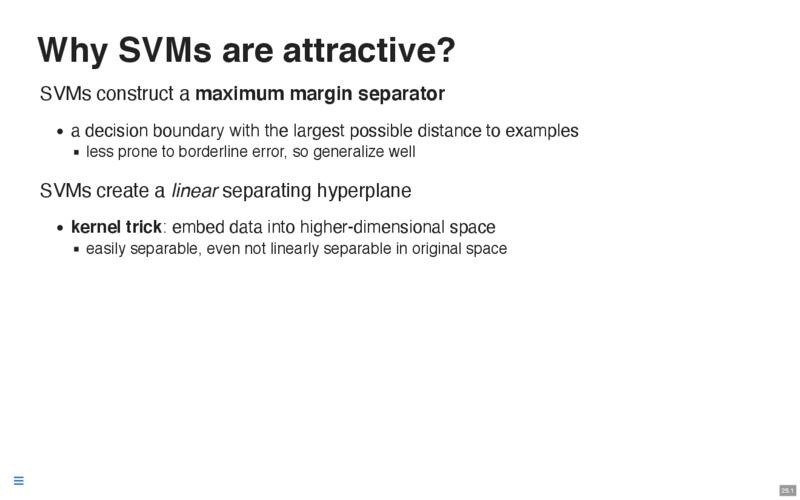 Why SVMs are attractive?
SVMs construct a maximum margin separator
• a decision boundary with the largest possible distance to examples
▪ less prone to borderline error, so generalize well
SVMs create a linear separating hyperplane
• kernel trick: embed data into higher-dimensional space
▪ easily separable, even not linearly separable in original space
29.1